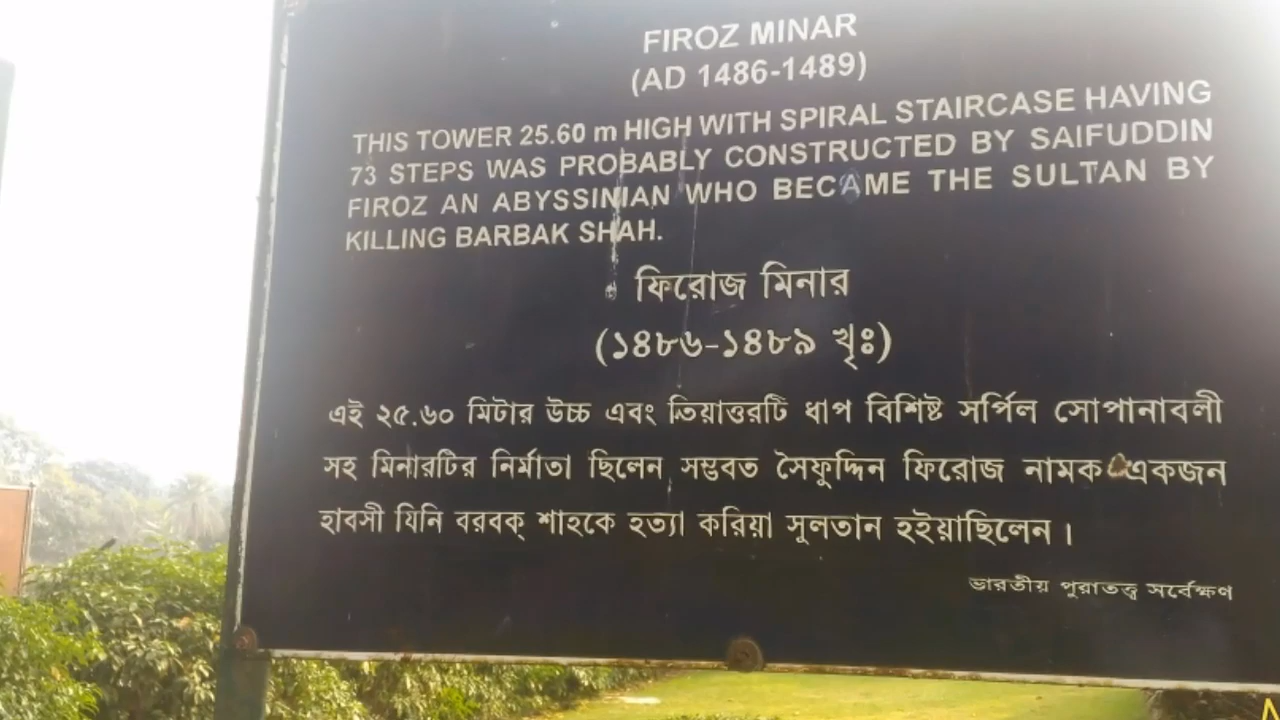 FIROZ MINAR
(AD 1486-1489)
THIS TOWER 25.60 m HIGH WITH SPIRAL STAIRCASE HAVING
73 STEPS WAS PROBABLY CONSTRUCTED BY SAIFUDDIN
FIROZ AN ABYSSINIAN WHO BECAME THE SULTAN BY
KILLING BARBAK SHAH.
ফিরোজ মিনার
(১৪৮৬-১৪৮৯ খৃঃ)
এই ২৫.৬০ মিটার উচ্চ এবং তিয়াত্তরটি ধাপ বিশিষ্ট সর্পিল সোপানাবলী
সহ মিনারটির নির্মাতা ছিলেন সম্ভবত সৈফুদ্দিন ফিরোজ নামক একজন
হাবসী যিনি বরবক্ শাহকে হত্যা করিয়া সুলতান হইয়াছিলেন।
ভারতীয় পুরাতত্ত্ব সর্বেক্ষণ